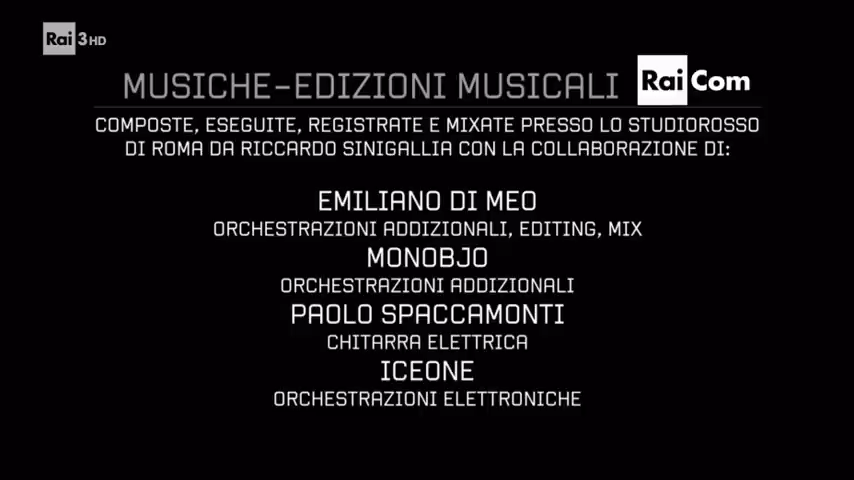 Rai 3HD
MUSICHE-EDIZIONI MUSICALI Rai Com
COMPOSTE, ESEGUITE, REGISTRATE E MIXATE PRESSO LO STUDIOROSSO
DI ROMA DA RICCARDO SINIGALLIA CON LA COLLABORAZIONE DI:
EMILIANO DI MEO
ORCHESTRAZIONI ADDIZIONALI, EDITING, MIX
MONOBJO
ORCHESTRAZIONI ADDIZIONALI
PAOLO SPACCAMONTI
CHITARRA ELETTRICA
ICEONE
ORCHESTRAZIONI ELETTRONICHE